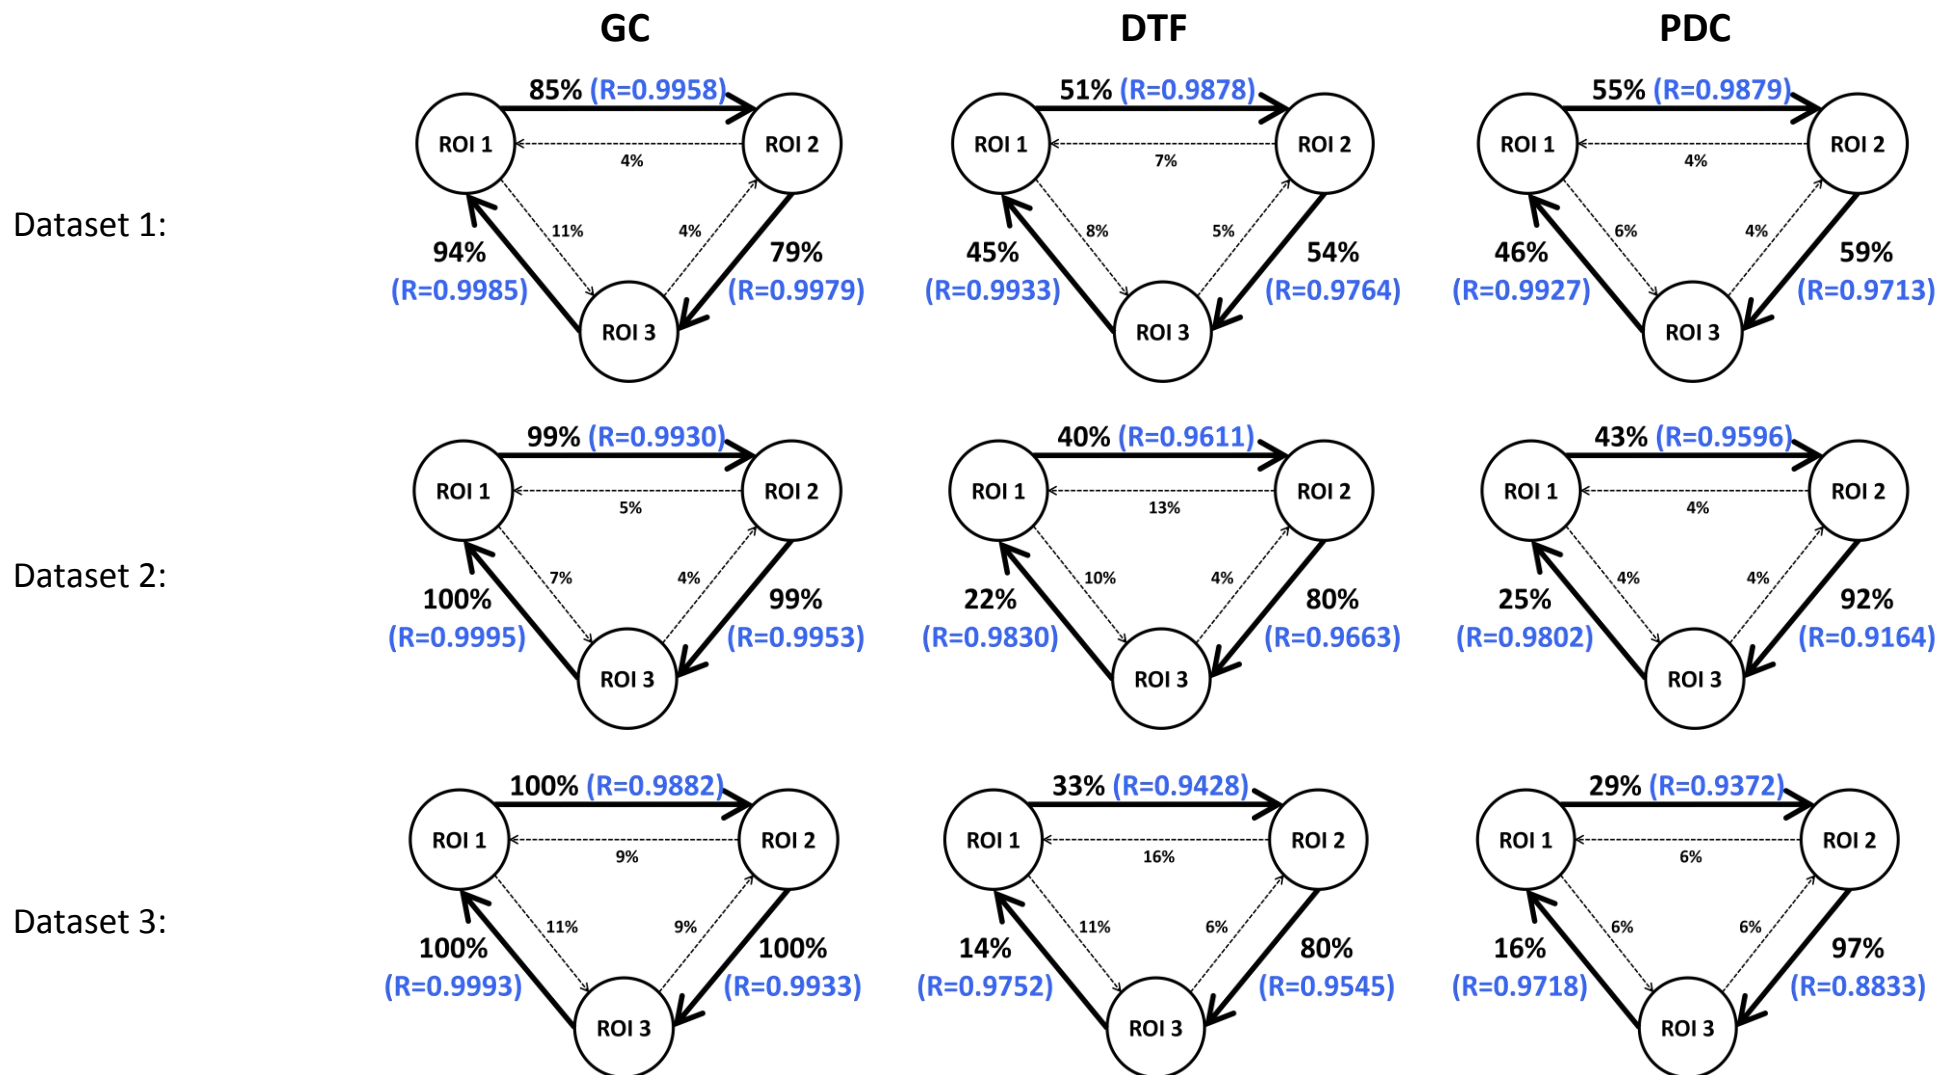 GC DTF PDC
Dataset 1:
85% (R=0.9958)
ROI 1
ROI 2
4%
11%
4%
94%
(R=0.9985)
79%
(R=0.9979)
ROI 3
51% (R=0.9878)
ROI 1
ROI 2
7%
8%
5%
45%
(R=0.9933)
54%
(R=0.9764)
ROI 3
55% (R=0.9879)
ROI 1
ROI 2
4%
6%
4%
46%
(R=0.9927)
59%
(R=0.9713)
ROI 3
Dataset 2:
99% (R=0.9930)
ROI 1
ROI 2
5%
7%
4%
100%
(R=0.9995)
99%
(R=0.9953)
ROI 3
40% (R=0.9611)
ROI 1
ROI 2
13%
10%
4%
22%
(R=0.9830)
80%
(R=0.9663)
ROI 3
43% (R=0.9596)
ROI 1
ROI 2
4%
4%
4%
25%
(R=0.9802)
92%
(R=0.9164)
ROI 3
Dataset 3:
100% (R=0.9882)
ROI 1
ROI 2
9%
11%
9%
100%
(R=0.9993)
100%
(R=0.9933)
ROI 3
33% (R=0.9428)
ROI 1
ROI 2
16%
11%
6%
14%
(R=0.9752)
80%
(R=0.9545)
ROI 3
29% (R=0.9372)
ROI 1
ROI 2
6%
6%
6%
16%
(R=0.9718)
97%
(R=0.8833)
ROI 3